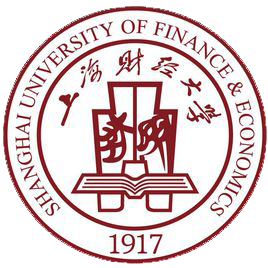 SHANGHAI UNIVERSITY OF FINANCE & ECONOMICS
上海财经大学
1917